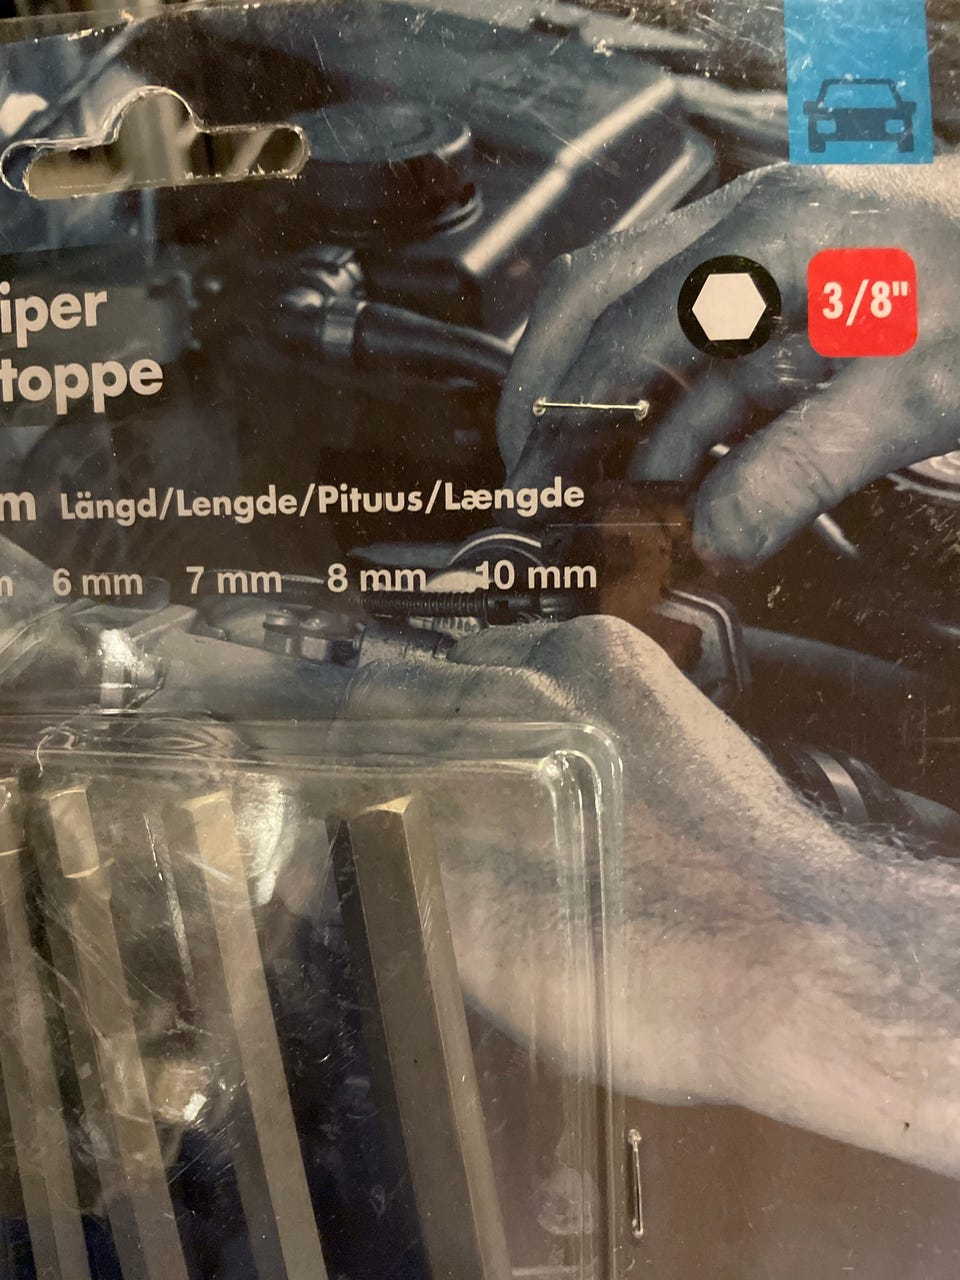 3/8"
iper
toppe
m Längd/Lengde/Pituus/Længde
6 mm 7 mm 8 mm 10 mm